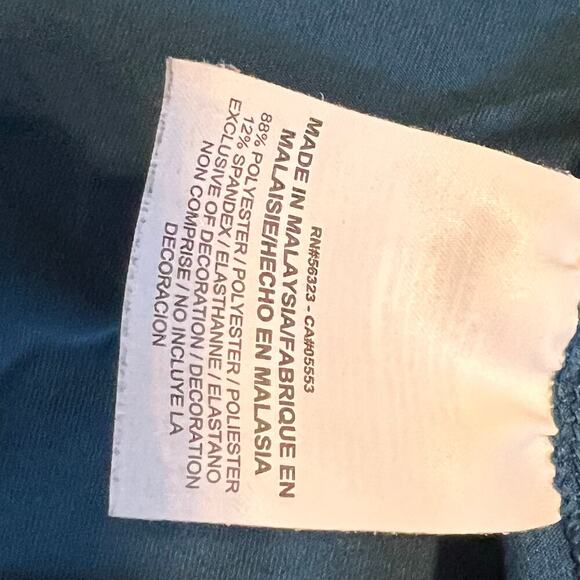 RN#56323 - CA#05553
MADE IN MALAYSIA/FABRIQUE EN
MALAISIE/HECHO EN MALASIA
88% POLYESTER / POLYESTER / POLIESTER
12% SPANDEX / ELASTHANNE / ELASTANO
EXCLUSIVE OF DECORATION / DECORATION
NON COMPRISE / NO INCLUYE LA
DECORACION